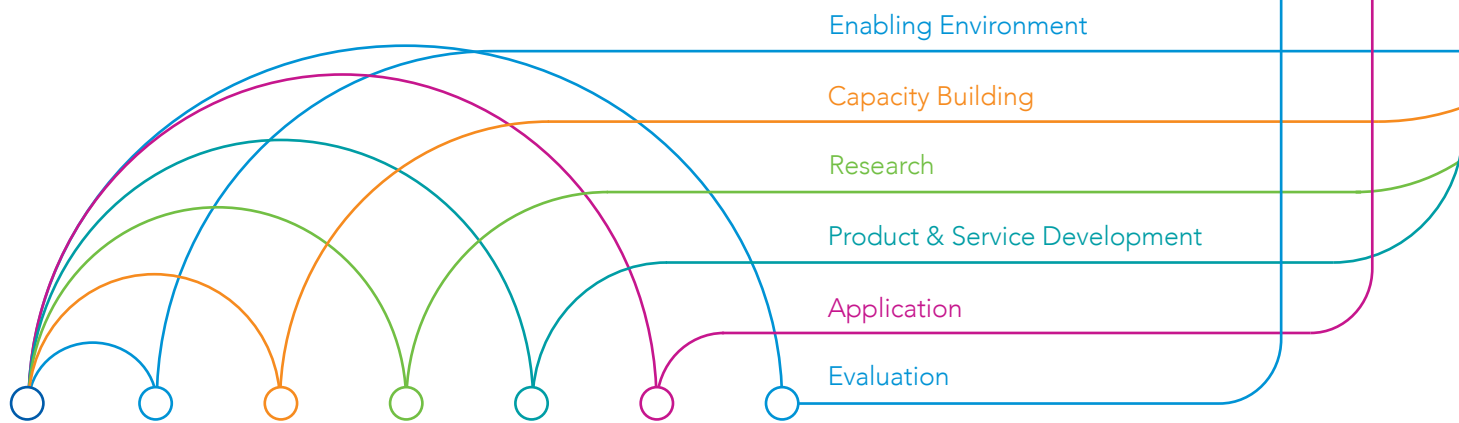 Enabling Environment
Capacity Building
Research
Product & Service Development
Application
Evaluation